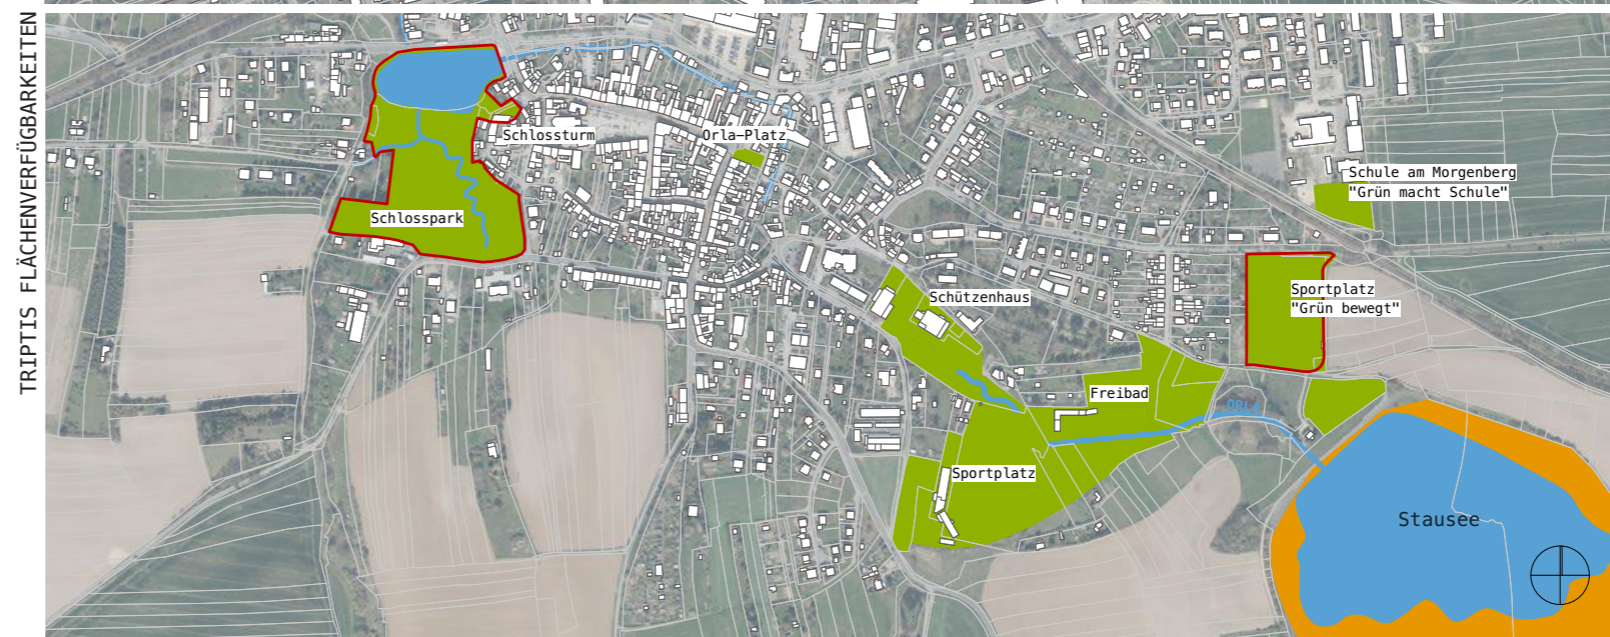 TRIPTIS FLÄCHENVERFÜGBARKEITEN
Schlossturm
Orla-Platz
Schule am Morgenberg
"Grün macht Schule"
Schlosspark
Sportplatz
"Grün bewegt"
Schützenhaus
Freibad
ORLA
Sportplatz
Stausee